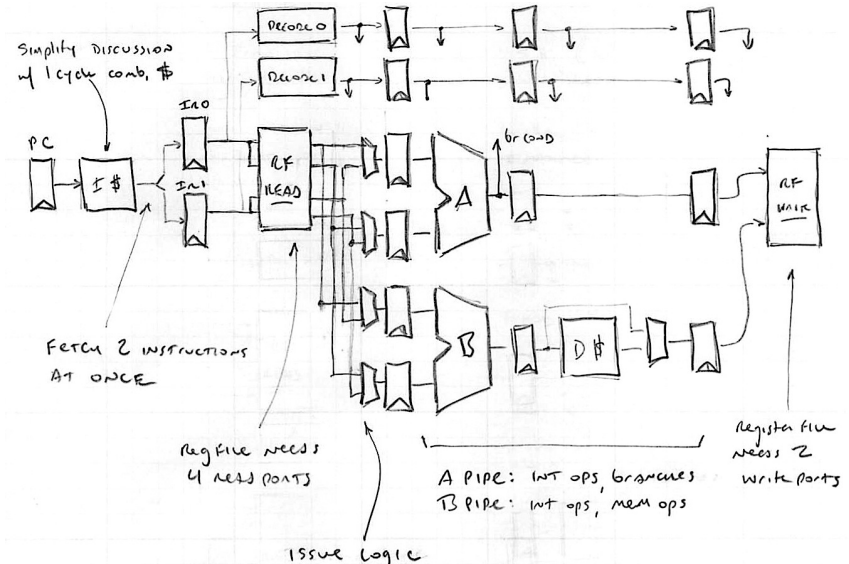 Decode 0
Simplify Discussion
w/ 1 cycle comb. $
Decode 1
PC
IR0
I $
IR1
RF
READ
A
br cond
RF
WRITE
Fetch 2 instructions
at once
B
D $
Reg File needs
4 read ports
A pipe: INT ops, branches
B pipe: INT ops, mem ops
Register file
needs 2
write ports
Issue Logic